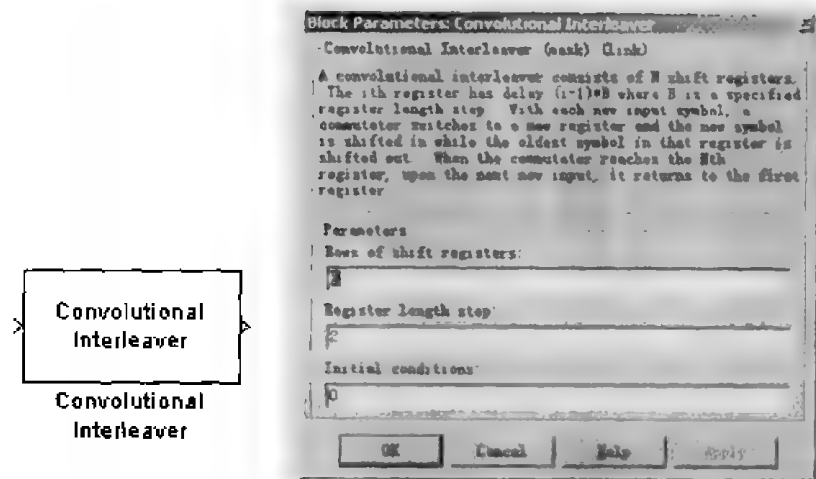 Block Parameters: Convolutional Interleaver
Convolutional Interleaver (mask) (link)
A convolutional interleaver consists of N shift registers.
The ith register has delay (i-1)*B where B is a specified
register length step. With each new input symbol, a
commutator switches to a new register and the new symbol
is shifted in while the oldest symbol in that register is
shifted out. When the commutator reaches the Nth
register, upon the next new input, it returns to the first
register
Parameters
Rows of shift registers:
Register length step:
2
Initial conditions:
0
OK
Cancel
Help
Apply
Convolutional
Interleaver
Convolutional
Interleaver